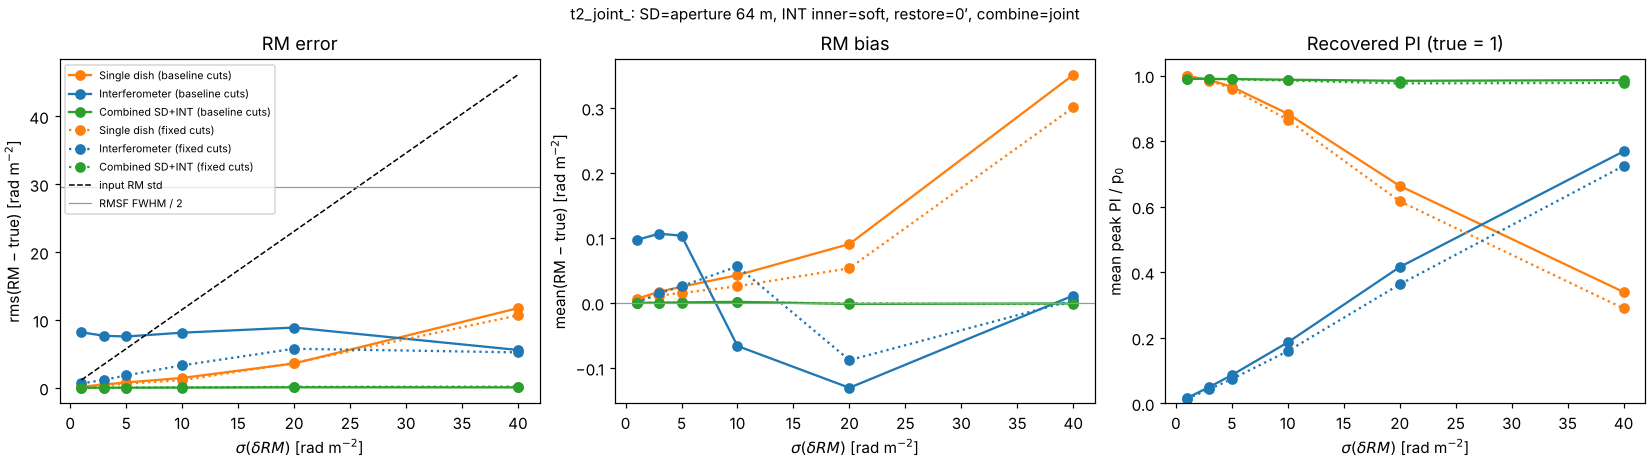 t2_joint_: SD=aperture 64 m, INT inner=soft, restore=0′, combine=joint
RM error
rms(RM − true) [rad m⁻²]
40
30
20
10
0
Single dish (baseline cuts)
Interferometer (baseline cuts)
Combined SD+INT (baseline cuts)
Single dish (fixed cuts)
Interferometer (fixed cuts)
Combined SD+INT (fixed cuts)
input RM std
RMSF FWHM / 2
0 5 10 15 20 25 30 35 40
σ(δRM) [rad m⁻²]
RM bias
mean(RM − true) [rad m⁻²]
0.3
0.2
0.1
0.0
−0.1
0 5 10 15 20 25 30 35 40
σ(δRM) [rad m⁻²]
Recovered PI (true = 1)
mean peak PI / p₀
1.0
0.8
0.6
0.4
0.2
0.0
0 5 10 15 20 25 30 35 40
σ(δRM) [rad m⁻²]